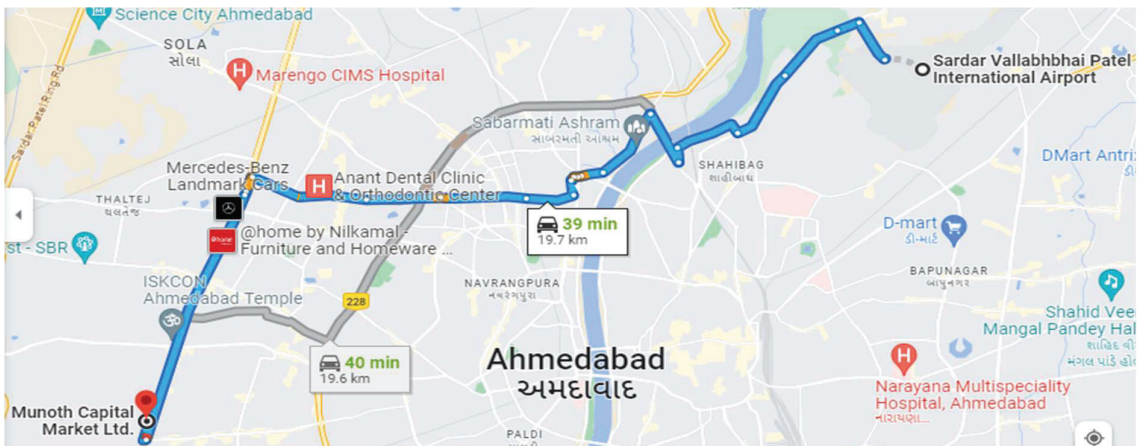 Science City Ahmedabad
SOLA
સોલા
Marengo CIMS Hospital
Sardar Patel Ring Rd
Sardar Vallabhbhai Patel
International Airport
Sabarmati Ashram
સાબરમતી આશ્રમ
SHAHIBAG
શાહીબાગ
DMart Antri
Mercedes-Benz
Landmark Cars
H
Anant Dental Clinic
& Orthodontic Center
THALTEJ
થલતેજ
@home by Nilkamal -
Furniture and Homeware ...
39 min
19.7 km
D-mart
ડી-માર્ટ
st - SBR
BAPUNAGAR
બાપુનગર
ISKCON
Ahmedabad Temple
NAVRANGPURA
નવરંગપુરા
228
Shahid Vee
Mangal Pandey Hal
શાહિદ વી
મંગલ પાંડે હો
40 min
19.6 km
Ahmedabad
અમદાવાદ
H
Narayana Multispeciality
Hospital, Ahmedabad
નારાયણા...
Munoth Capital
Market Ltd.
PALDI